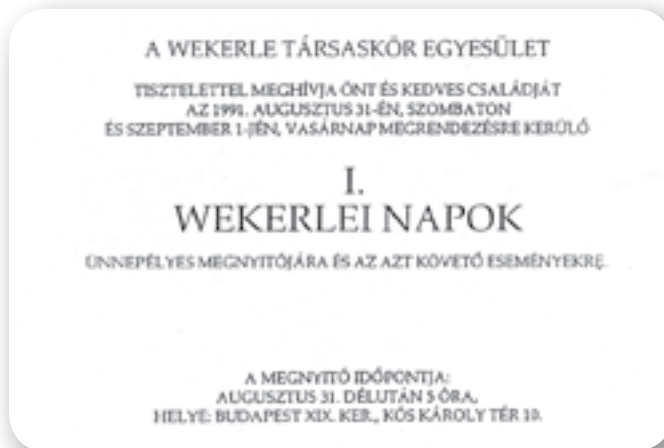 A WEKERLE TÁRSASKÖR EGYESÜLET
TISZTELETTEL MEGHÍVJA ÖNT ÉS KEDVES CSALÁDJÁT
AZ 1991. AUGUSZTUS 31-ÉN, SZOMBATON
ÉS SZEPTEMBER 1-JÉN, VASÁRNAP MEGRENDEZÉSRE KERÜLŐ
I.
WEKERLEI NAPOK
ÜNNEPÉLYES MEGNYITÓJÁRA ÉS AZ AZT KÖVETŐ ESEMÉNYEKRE.
A MEGNYITÓ IDŐPONTJA:
AUGUSZTUS 31. DÉLUTÁN 5 ÓRA,
HELYE: BUDAPEST XIX. KER., KÓS KÁROLY TÉR 10.